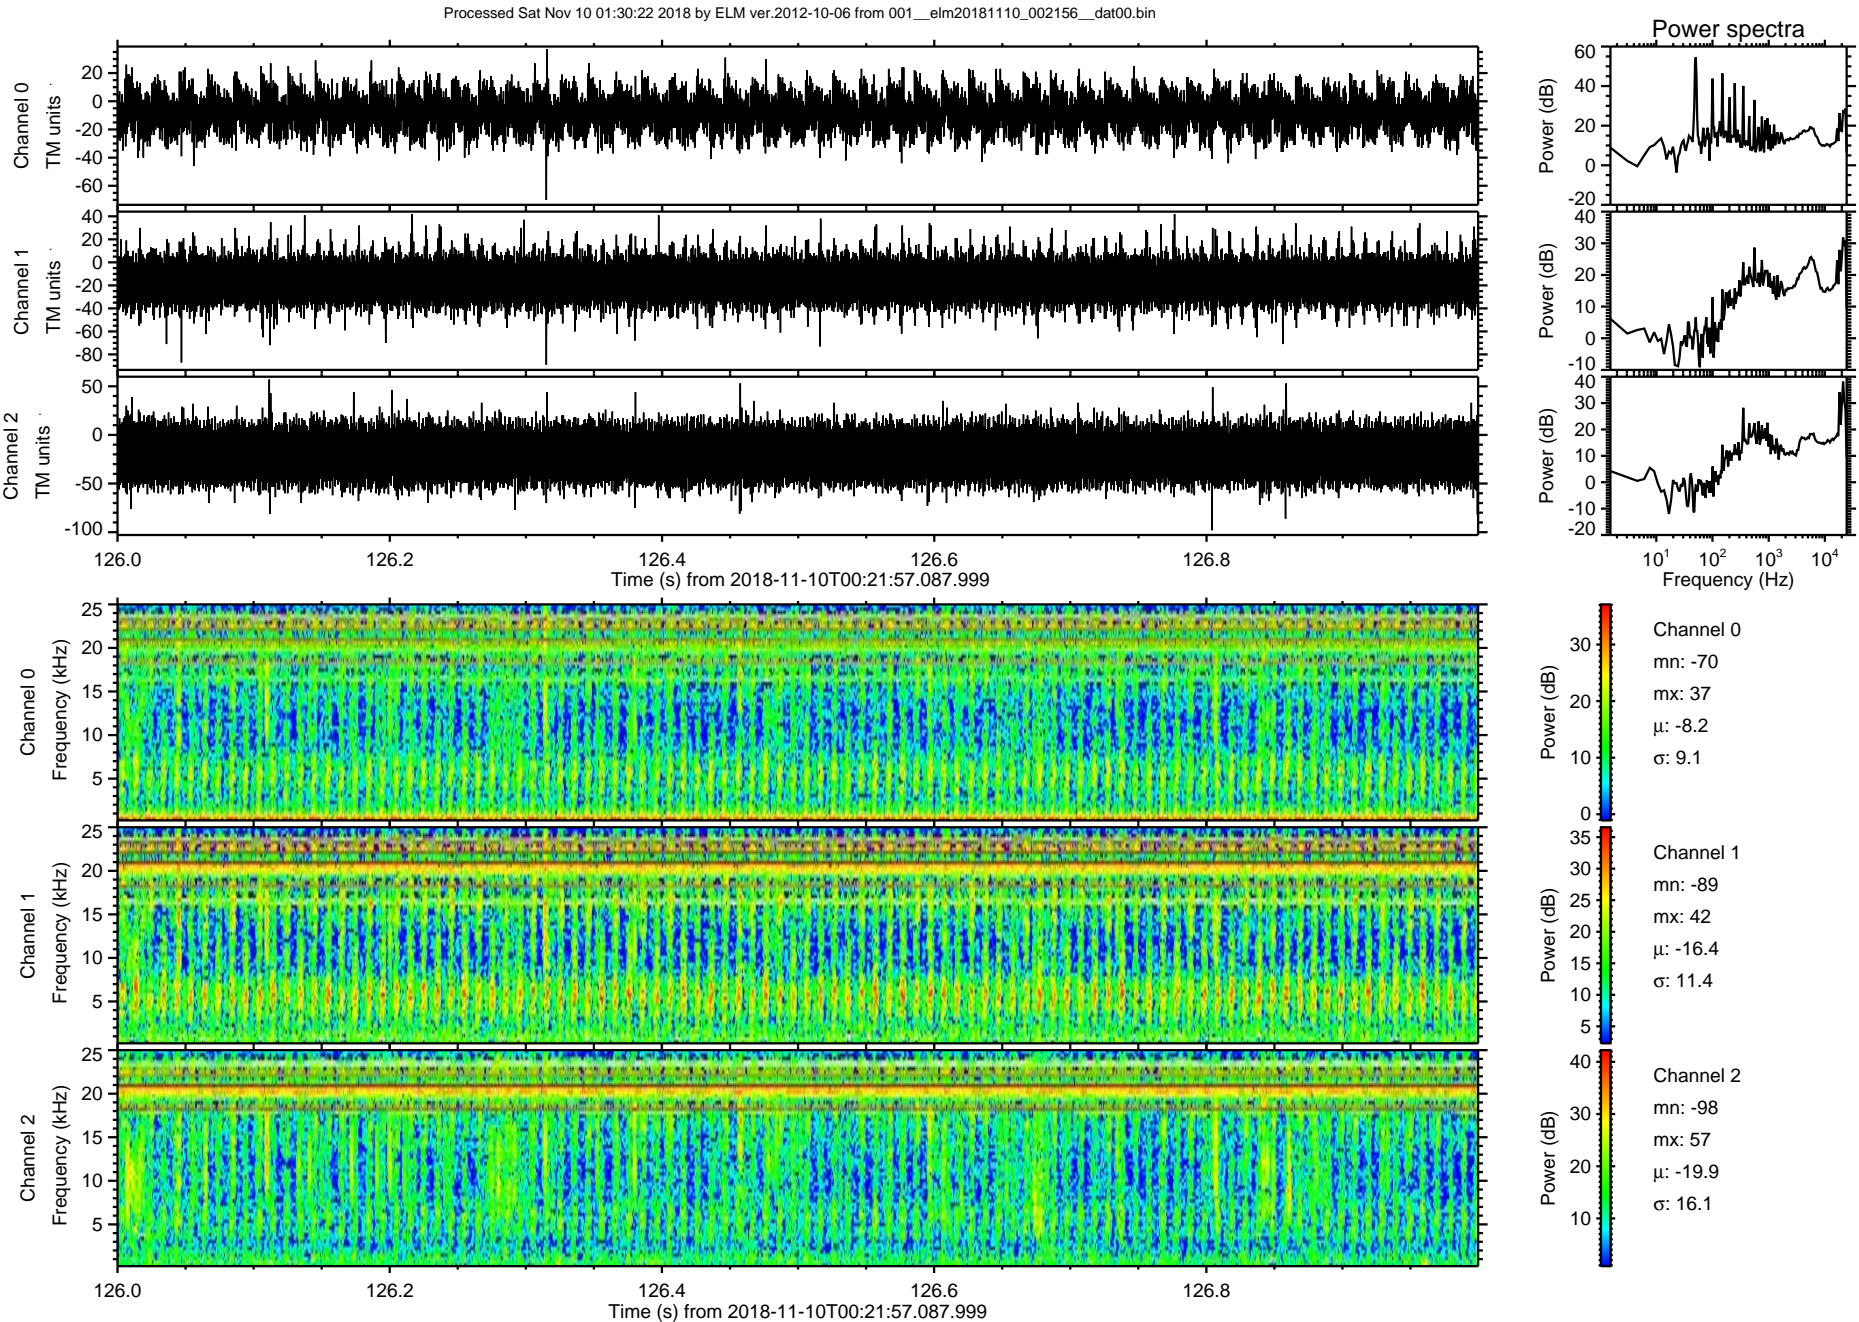 Processed Sat Nov 10 01:30:22 2018 by ELM ver.2012-10-06 from 001__elm20181110_002156__dat00.bin
Power spectra
Channel 0
TM units
20
0
-20
-40
-60
Power (dB)
60
40
20
0
-20
Channel 1
TM units
40
20
0
-20
-40
-60
-80
Power (dB)
40
30
20
10
0
-10
Channel 2
TM units
50
0
-50
-100
Power (dB)
40
30
20
10
0
-10
-20
126.0 126.2 126.4 126.6 126.8
Time (s) from 2018-11-10T00:21:57.087.999
10¹ 10² 10³ 10⁴
Frequency (Hz)
Channel 0
Frequency (kHz)
25
20
15
10
5
Power (dB)
30
20
10
0
Channel 0
mn: -70
mx: 37
μ: -8.2
σ: 9.1
Channel 1
Frequency (kHz)
25
20
15
10
5
Power (dB)
35
30
25
20
15
10
5
Channel 1
mn: -89
mx: 42
μ: -16.4
σ: 11.4
Channel 2
Frequency (kHz)
25
20
15
10
5
Power (dB)
40
30
20
10
Channel 2
mn: -98
mx: 57
μ: -19.9
σ: 16.1
126.0 126.2 126.4 126.6 126.8
Time (s) from 2018-11-10T00:21:57.087.999